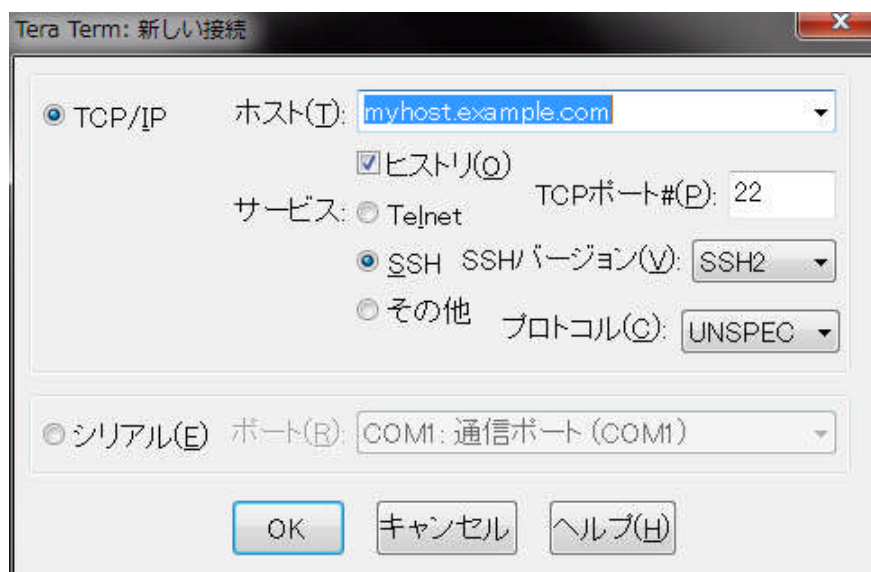 Tera Term: 新しい接続
TCP/IP ホスト(T): myhost.example.com
ヒストリ(O)
サービス: Telnet TCPポート#(P): 22
SSH SSHバージョン(V): SSH2
その他 プロトコル(C): UNSPEC
シリアル(E) ポート(R): COM1: 通信ポート (COM1)
OK キャンセル ヘルプ(H)